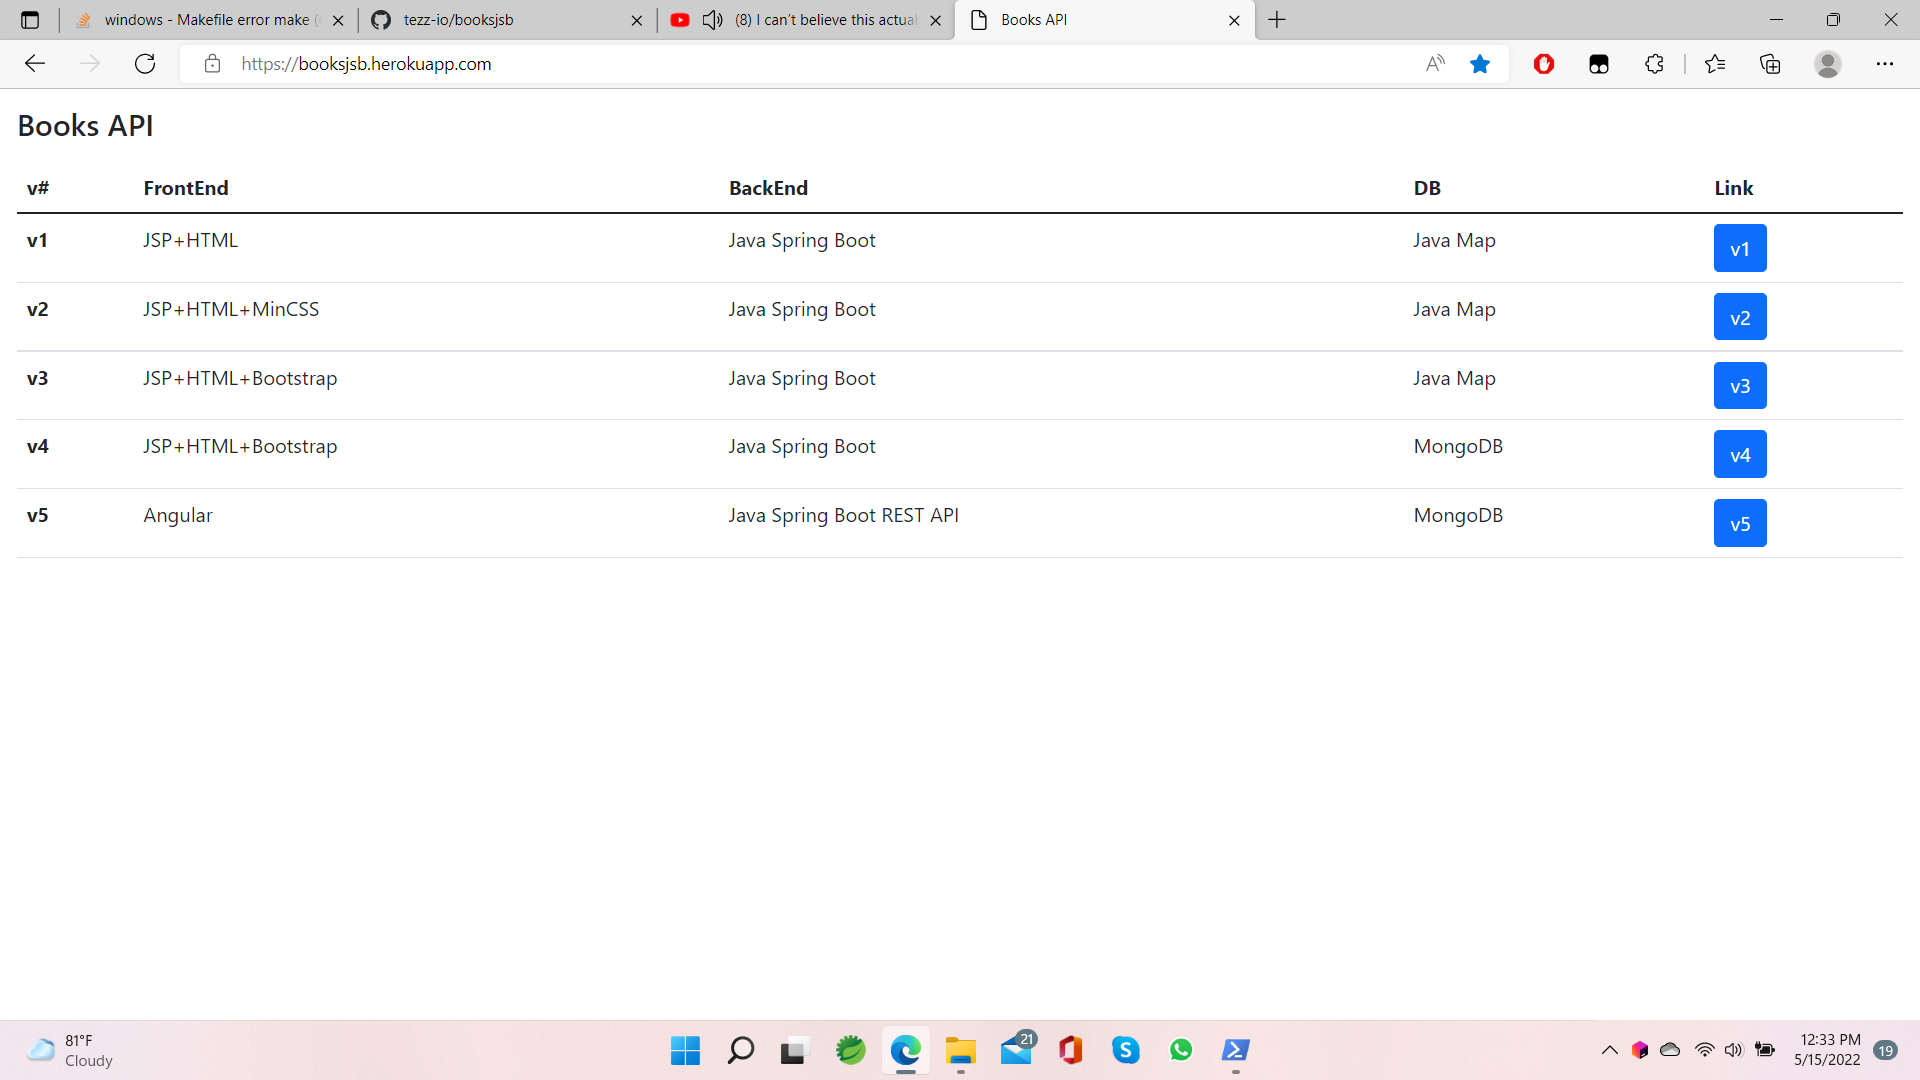 windows - Makefile error make (
tezz-io/booksjsb
(8) I can't believe this actual
Books API
https://booksjsb.herokuapp.com
Books API
v# FrontEnd BackEnd DB Link
v1 JSP+HTML Java Spring Boot Java Map v1
v2 JSP+HTML+MinCSS Java Spring Boot Java Map v2
v3 JSP+HTML+Bootstrap Java Spring Boot Java Map v3
v4 JSP+HTML+Bootstrap Java Spring Boot MongoDB v4
v5 Angular Java Spring Boot REST API MongoDB v5
81°F
Cloudy
21
12:33 PM
5/15/2022
19